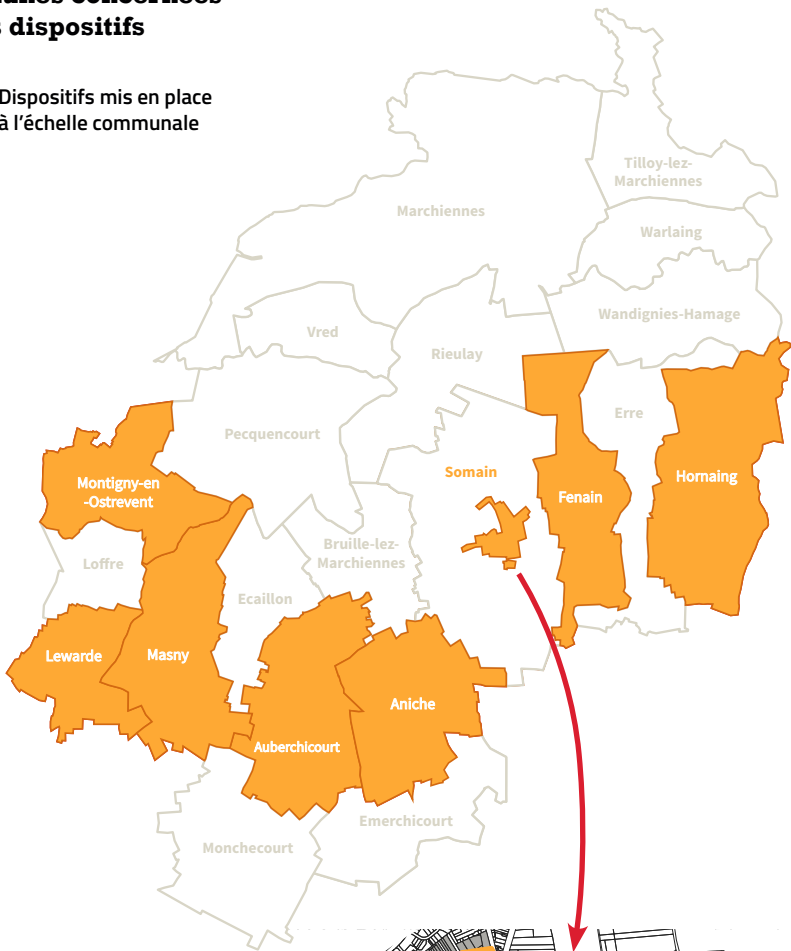 s dispositifs
Dispositifs mis en place
à l'échelle communale
Tilloy-lez-
Marchiennes
Marchiennes
Warlaing
Wandignies-Hamage
Vred
Rieulay
Erre
Pecquencourt
Somain
Montigny-en
-Ostrevent
Hornaing
Fenain
Bruille-lez-
Marchiennes
Loffre
Ecaillon
Lewarde
Masny
Aniche
Auberchicourt
Emerchicourt
Monchecourt